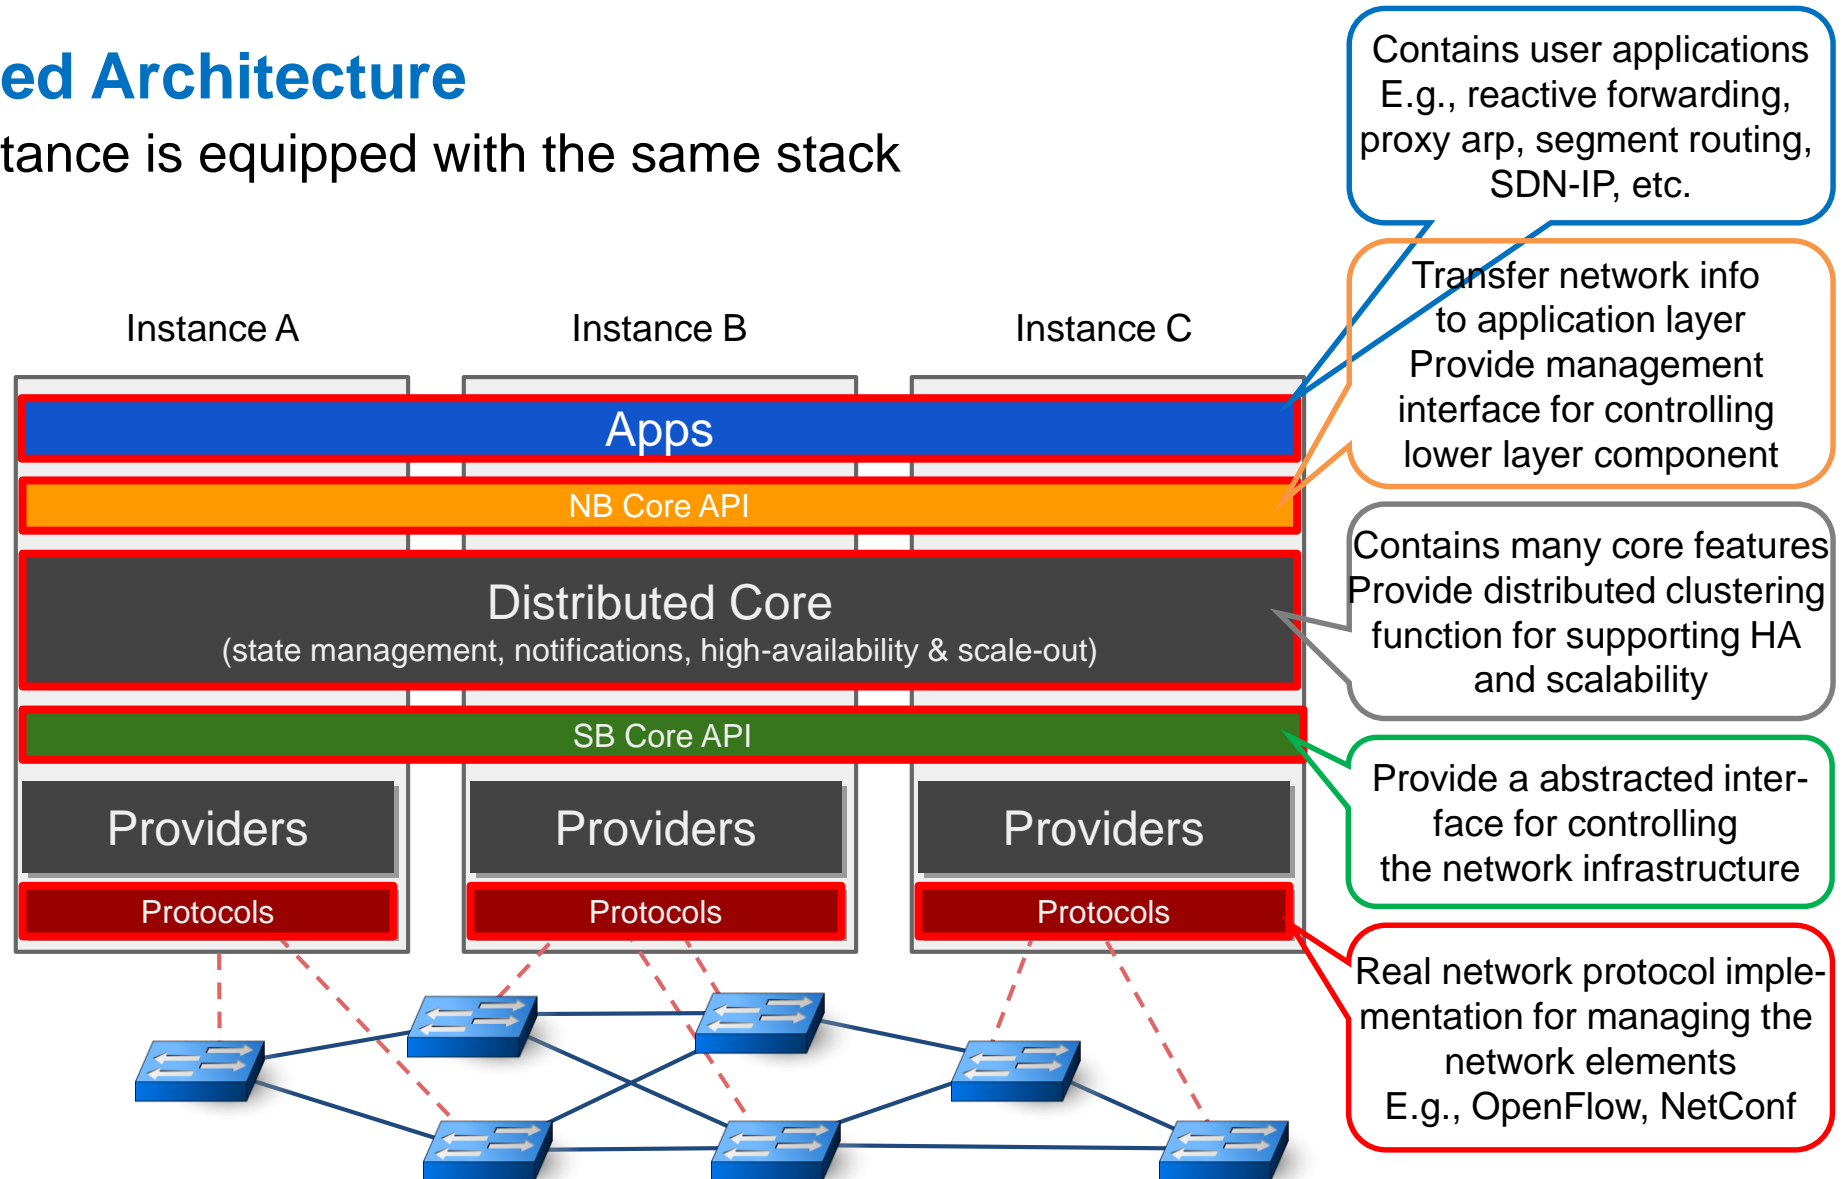 ed Architecture
tance is equipped with the same stack
Contains user applications
E.g., reactive forwarding,
proxy arp, segment routing,
SDN-IP, etc.
Transfer network info
to application layer
Provide management
interface for controlling
lower layer component
Contains many core features
Provide distributed clustering
function for supporting HA
and scalability
Provide a abstracted inter-
face for controlling
the network infrastructure
Real network protocol imple-
mentation for managing the
network elements
E.g., OpenFlow, NetConf
Instance A
Instance B
Instance C
Apps
NB Core API
Distributed Core
(state management, notifications, high-availability & scale-out)
SB Core API
Providers
Providers
Providers
Protocols
Protocols
Protocols